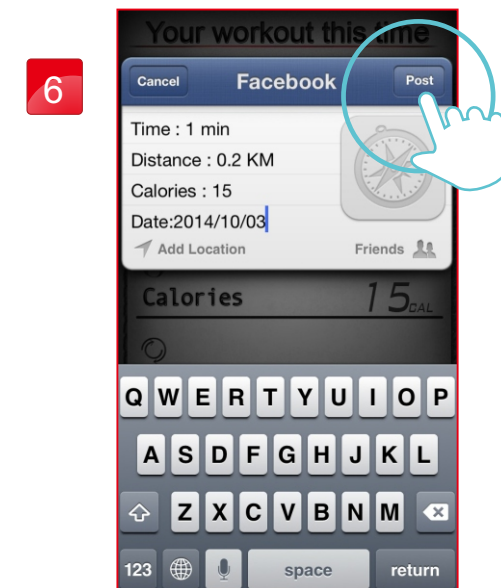 6
Your workout this time
Cancel Facebook Post
Time : 1 min
Distance : 0.2 KM
Calories : 15
Date:2014/10/03
Add Location Friends
Calories 15CAL
Q W E R T Y U I O P
A S D F G H J K L
Z X C V B N M
123 space return